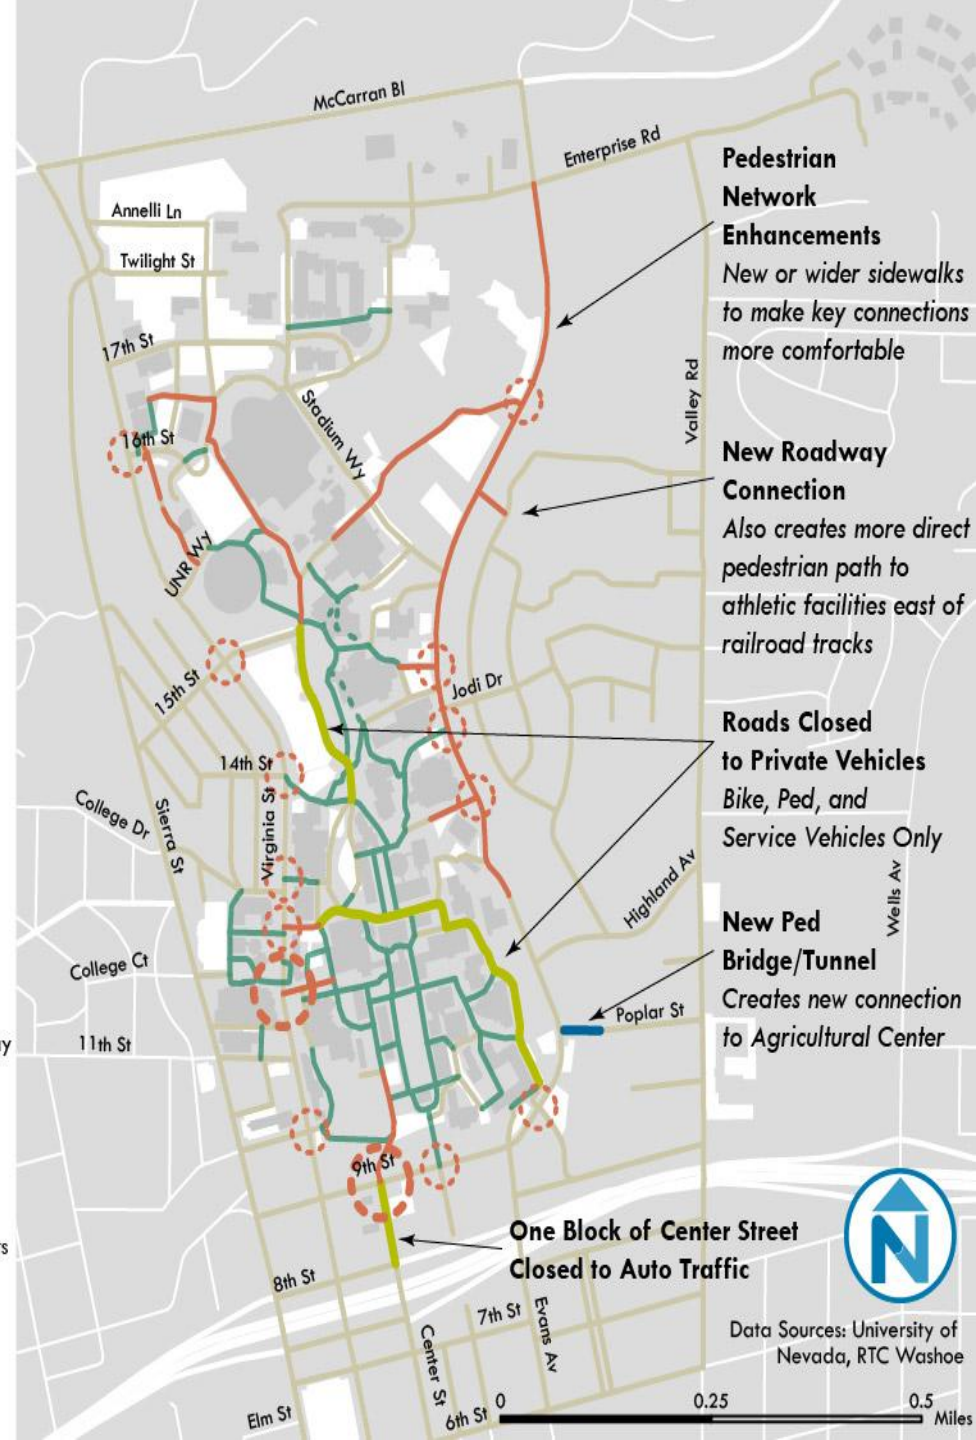 McCarran Bl
Enterprise Rd
Annelli Ln
Twilight St
17th St
16th St
Stadium Wy
Valley Rd
UNR Wy
15th St
Jodi Dr
14th St
College Dr
Sierra St
Virginia St
Highland Av
Wells Av
College Ct
11th St
Poplar St
9th St
8th St
7th St
Center St
Evans Av
Elm St
6th St
Pedestrian
Network
Enhancements
New or wider sidewalks
to make key connections
more comfortable
New Roadway
Connection
Also creates more direct
pedestrian path to
athletic facilities east of
railroad tracks
Roads Closed
to Private Vehicles
Bike, Ped, and
Service Vehicles Only
New Ped
Bridge/Tunnel
Creates new connection
to Agricultural Center
One Block of Center Street
Closed to Auto Traffic
N
Data Sources: University of
Nevada, RTC Washoe
0 0.25 0.5
Miles